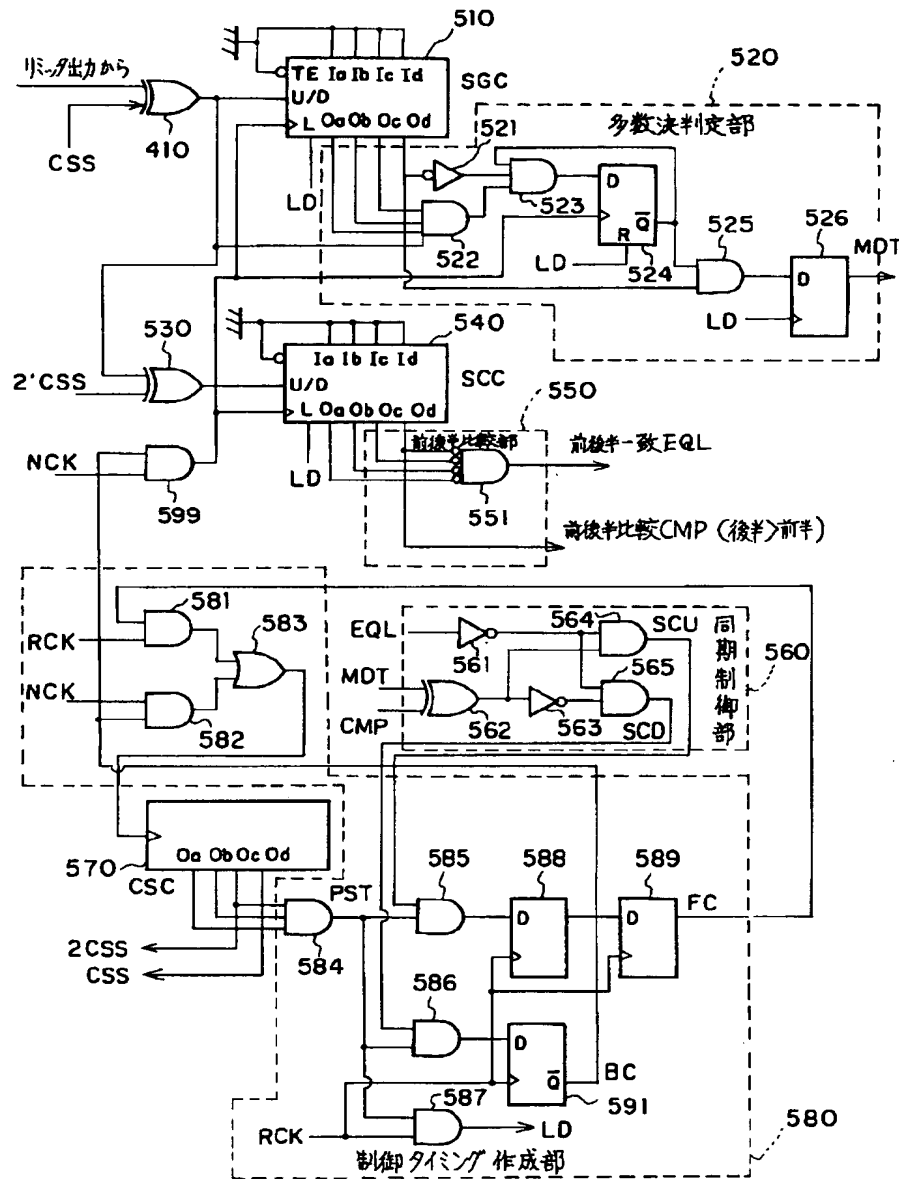 510
リミッタ出力から
TE Ia Ib Ic Id
SGC
U/D
L Oa Ob Oc Od
410
CSS
LD
520
多数決判定部
521
522
523
D
Q
R
LD
524
525
526
D
MDT
LD
530
2'CSS
540
Ia Ib Ic Id
SCC
U/D
L Oa Ob Oc Od
LD
550
前後半比較部
前後半一致EQL
551
前後半比較CMP (後半>前半)
NCK
599
581
RCK
583
NCK
582
564
EQL
SCU
561
565
MDT
CMP
562
563
SCD
同期制御部
560
570
Oa Ob Oc Od
CSC
PST
584
2CSS
CSS
585
588
D
589
D
FC
586
D
Q
BC
591
587
RCK
LD
制御タイミング作成部
580